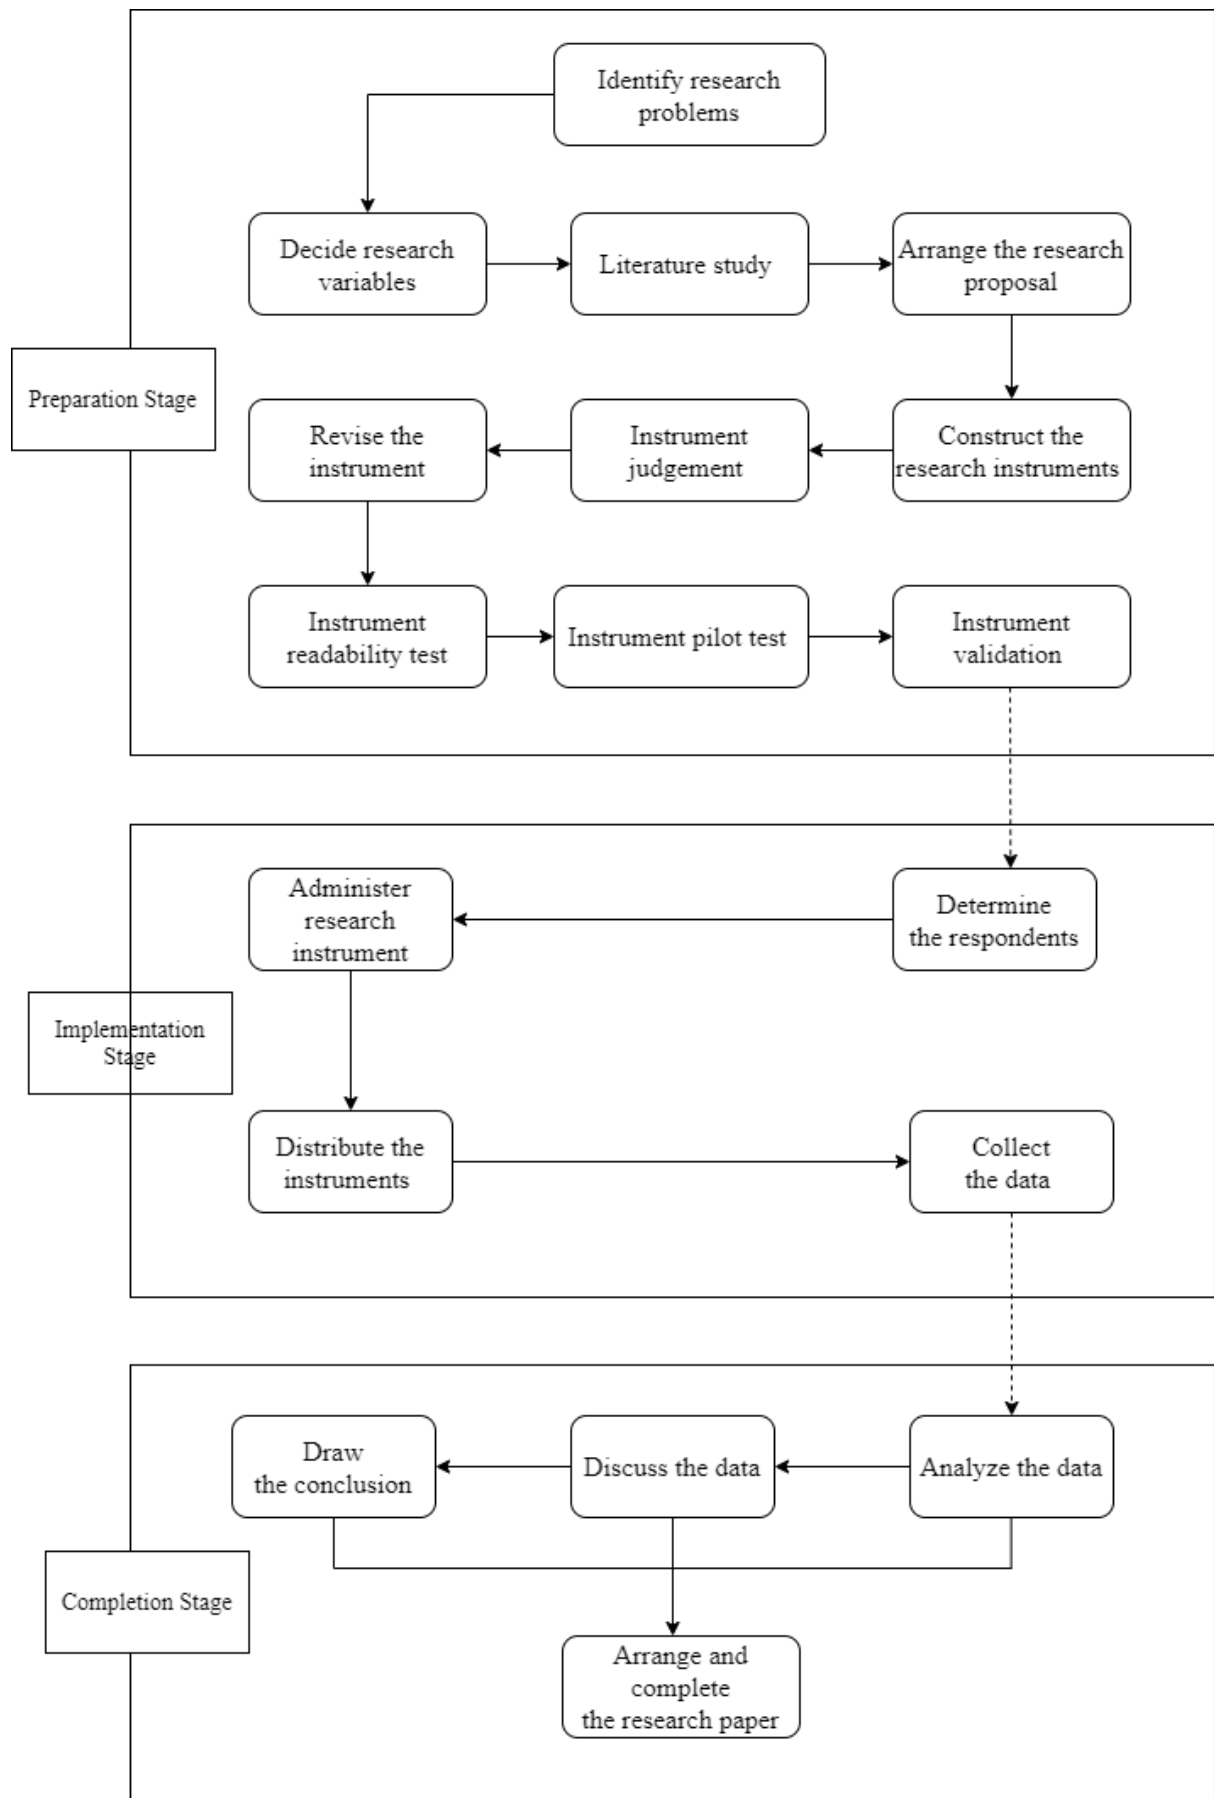 Identify research
problems
Decide research
variables
Literature study
Arrange the research
proposal
Preparation Stage
Revise the
instrument
Instrument
judgement
Construct the
research instruments
Instrument
readability test
Instrument pilot test
Instrument
validation
Administer
research
instrument
Determine
the respondents
Implementation
Stage
Distribute the
instruments
Collect
the data
Draw
the conclusion
Discuss the data
Analyze the data
Completion Stage
Arrange and
complete
the research paper